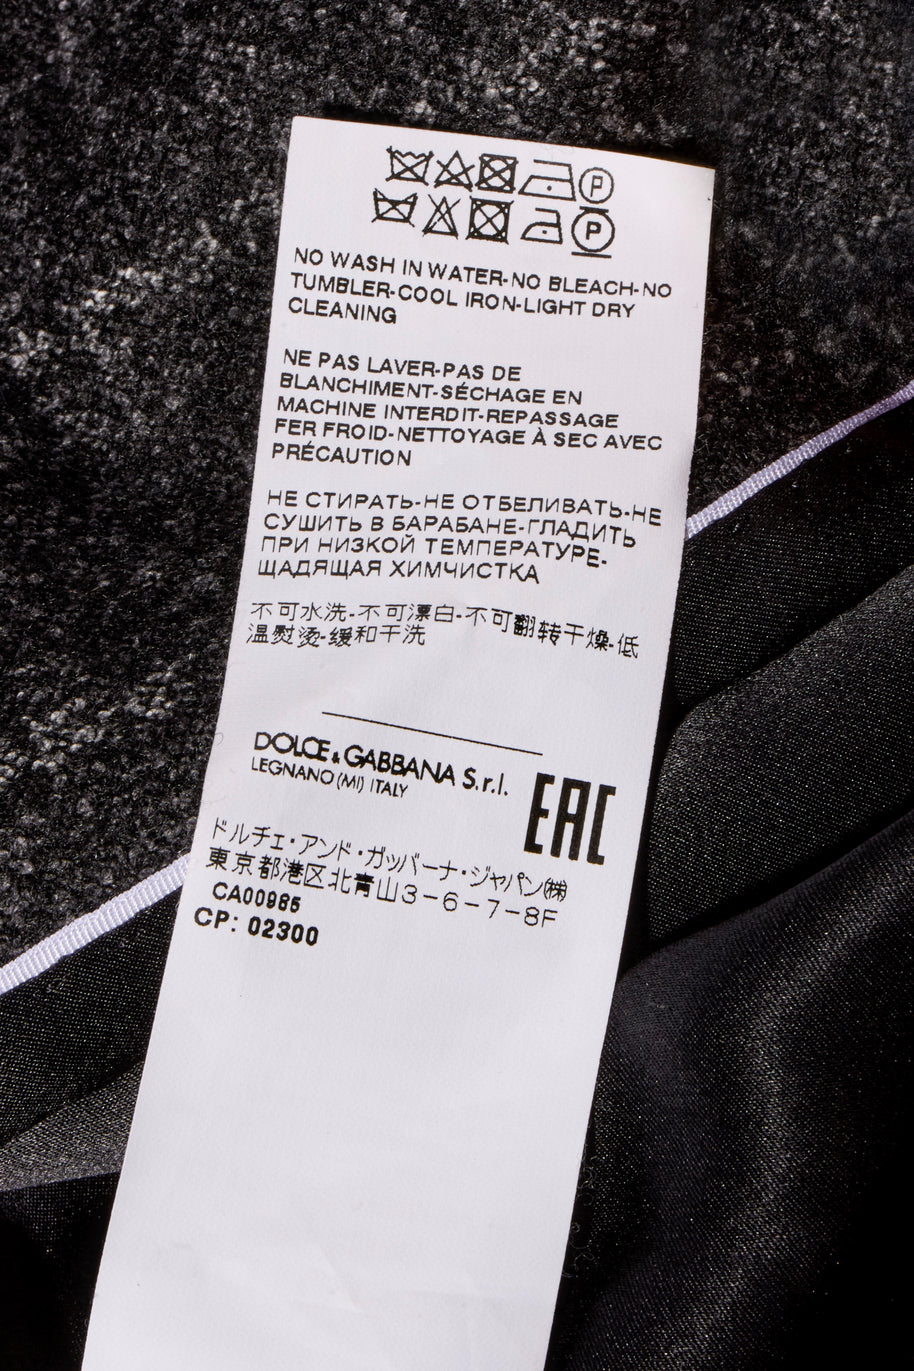 P
P
NO WASH IN WATER-NO BLEACH-NO
TUMBLER-COOL IRON-LIGHT DRY
CLEANING
NE PAS LAVER-PAS DE
BLANCHIMENT-SÉCHAGE EN
MACHINE INTERDIT-REPASSAGE
FER FROID-NETTOYAGE À SEC AVEC
PRÉCAUTION
НЕ СТИРАТЬ-НЕ ОТБЕЛИВАТЬ-НЕ
СУШИТЬ В БАРАБАНЕ-ГЛАДИТЬ
ПРИ НИЗКОЙ ТЕМПЕРАТУРЕ-
ЩАДЯЩАЯ ХИМЧИСТКА
不可水洗-不可漂白-不可翻转干燥-低
温熨烫-缓和干洗
DOLCE & GABBANA S.r.l.
LEGNANO (MI) ITALY
EAC
ドルチェ・アンド・ガッバーナ・ジャパン㈱
東京都港区北青山3-6-7-8F
CA00985
CP: 02300